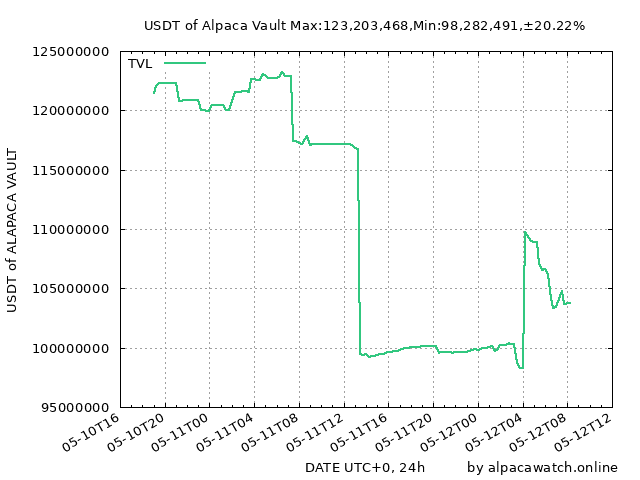 USDT of Alpaca Vault Max:123,203,468,Min:98,282,491,±20.22%
125000000
TVL
120000000
115000000
110000000
105000000
100000000
95000000
USDT of ALAPACA VAULT
05-10T16
05-10T20
05-11T00
05-11T04
05-11T08
05-11T12
05-11T16
05-11T20
05-12T00
05-12T04
05-12T08
05-12T12
DATE UTC+0, 24h
by alpacawatch.online